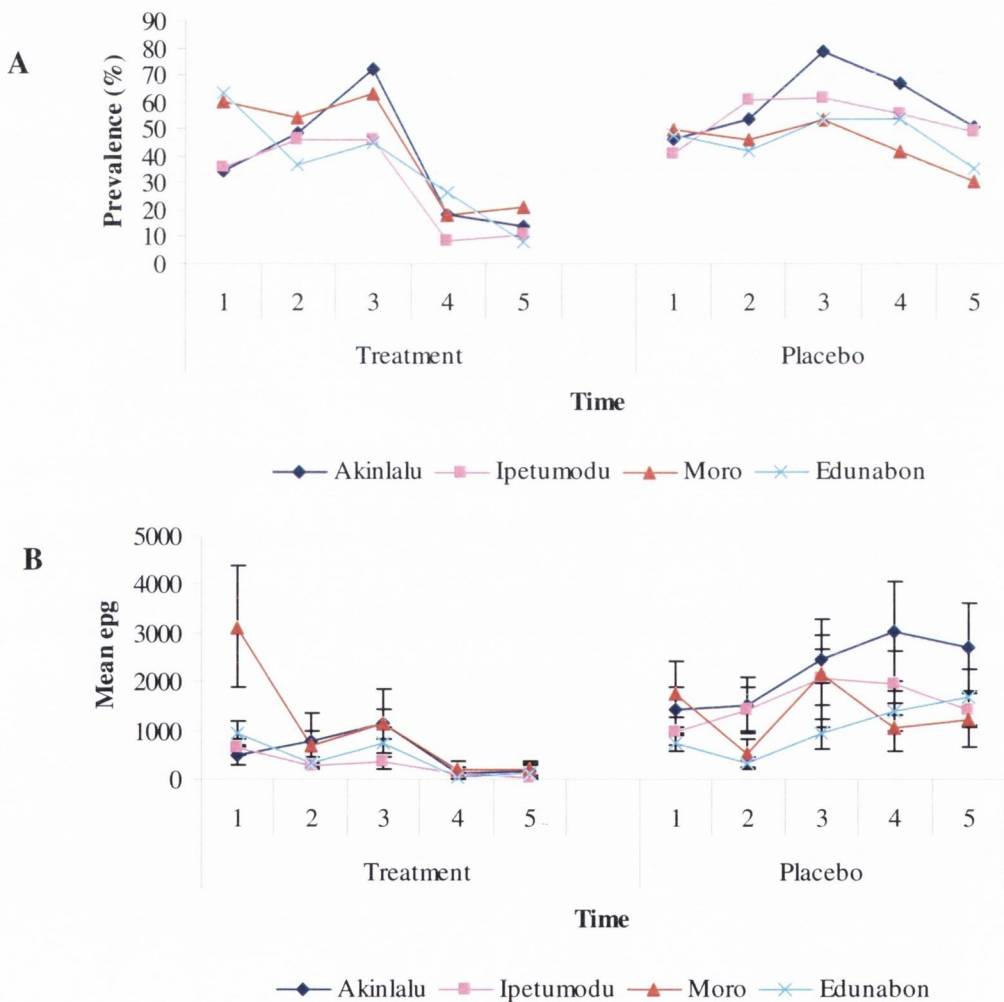 A
Prevalence (%)
90
80
70
60
50
40
30
20
10
0
1 2 3 4 5 1 2 3 4 5
Treatment Placebo
Time
Akinlalu Ipetumodu Moro Edunabon
B
Mean epg
5000
4000
3000
2000
1000
0
1 2 3 4 5 1 2 3 4 5
Treatment Placebo
Time
Akinlalu Ipetumodu Moro Edunabon